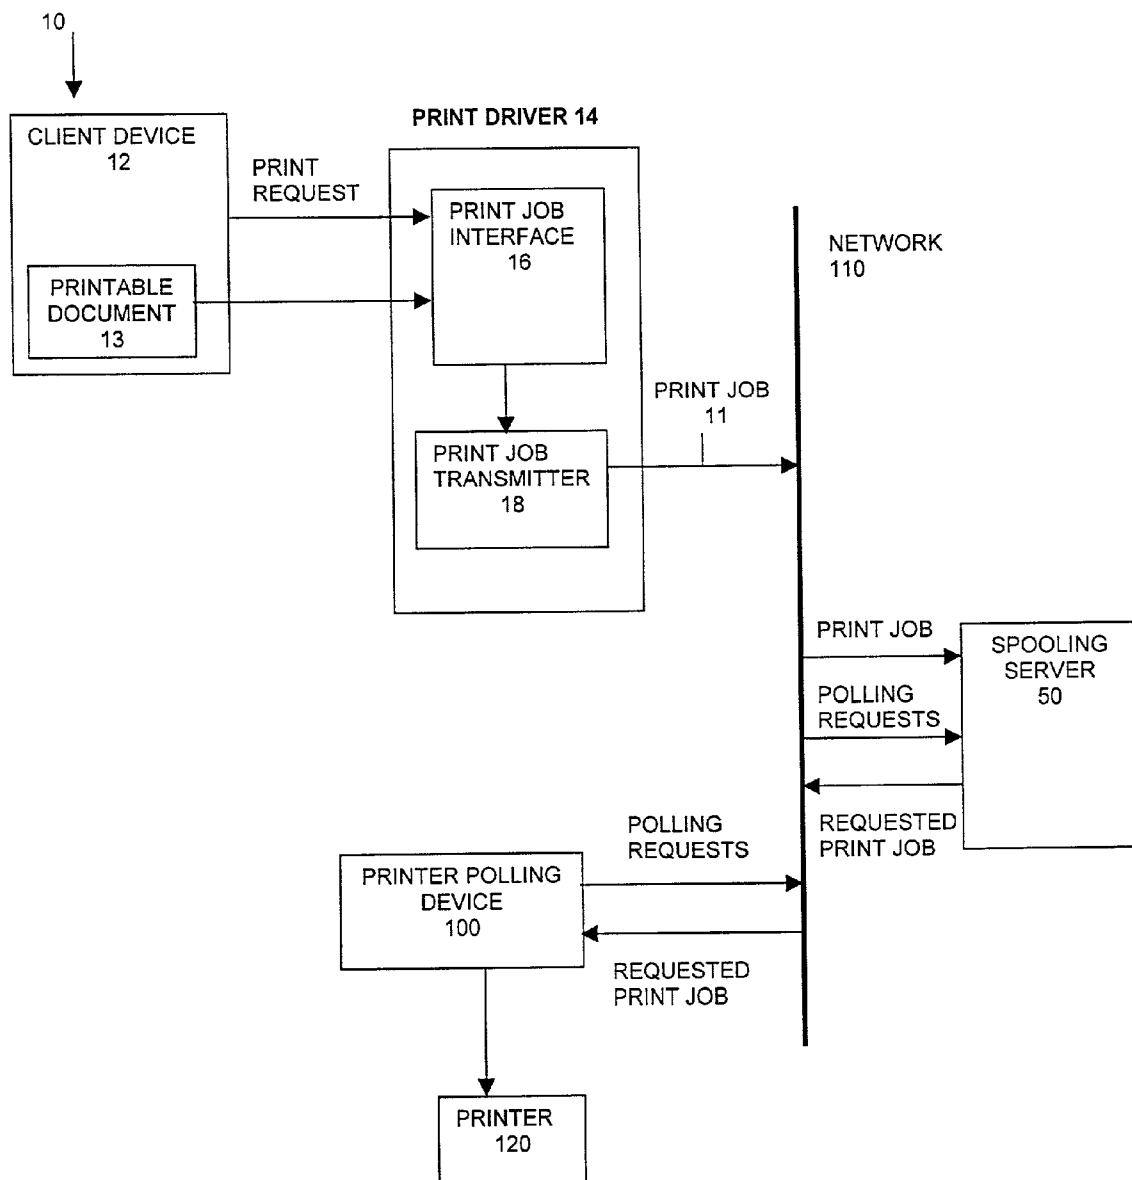 10
CLIENT DEVICE
12
PRINTABLE
DOCUMENT
13
PRINT
REQUEST
PRINT DRIVER 14
PRINT JOB
INTERFACE
16
PRINT JOB
TRANSMITTER
18
PRINT JOB
11
NETWORK
110
PRINT JOB
POLLING
REQUESTS
REQUESTED
PRINT JOB
SPOOLING
SERVER
50
POLLING
REQUESTS
REQUESTED
PRINT JOB
PRINTER POLLING
DEVICE
100
PRINTER
120